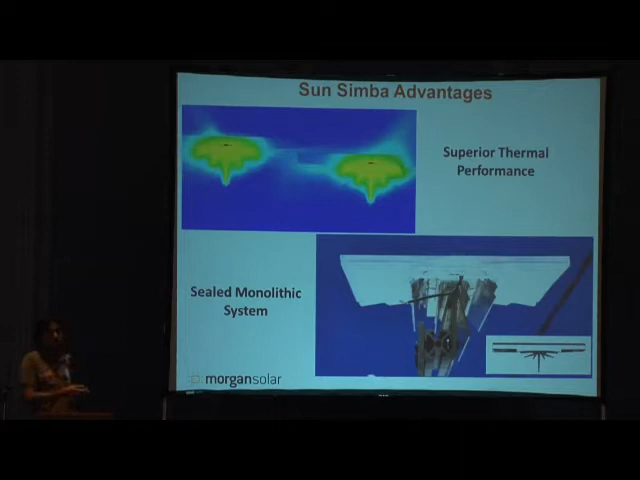 Sun Simba Advantages
Superior Thermal
Performance
Sealed Monolithic
System
morgansolar